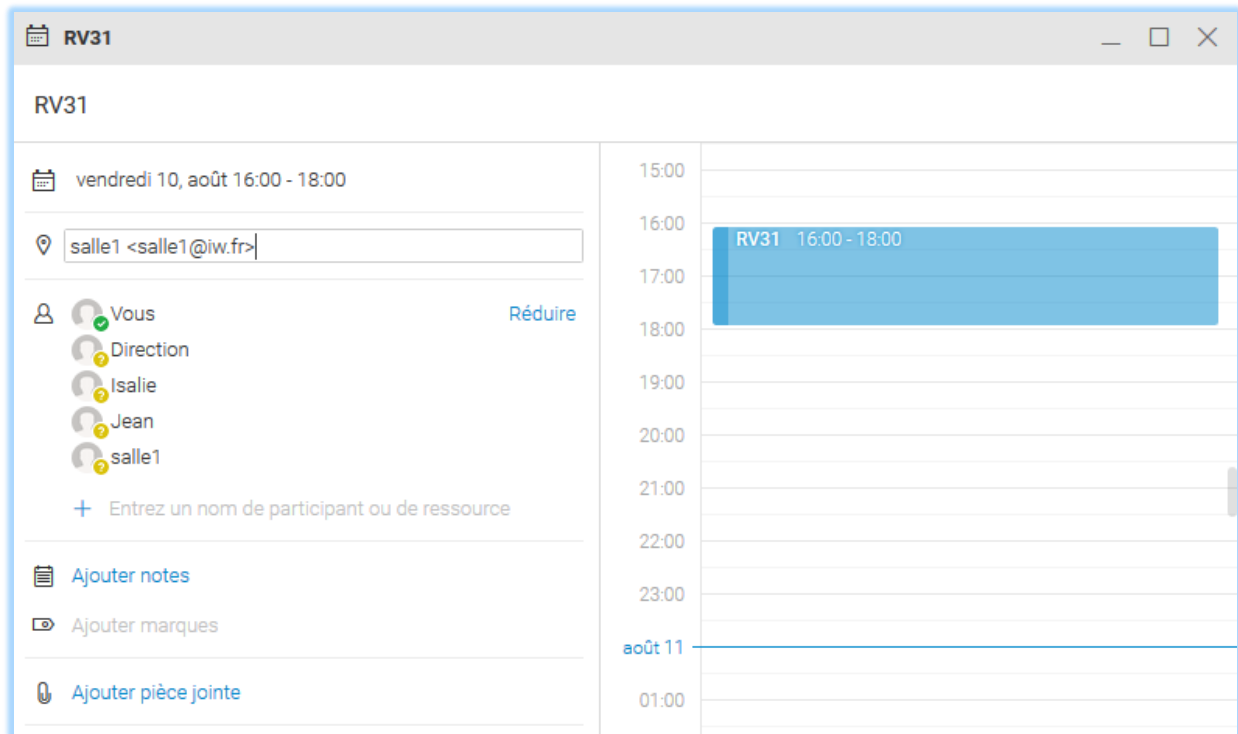 RV31
RV31
vendredi 10, août 16:00 - 18:00
salle1 <salle1@iw.fr>
Vous
Réduire
Direction
Isalie
Jean
salle1
+ Entrez un nom de participant ou de ressource
Ajouter notes
Ajouter marques
Ajouter pièce jointe
15:00
16:00
RV31 16:00 - 18:00
17:00
18:00
19:00
20:00
21:00
22:00
23:00
août 11
01:00